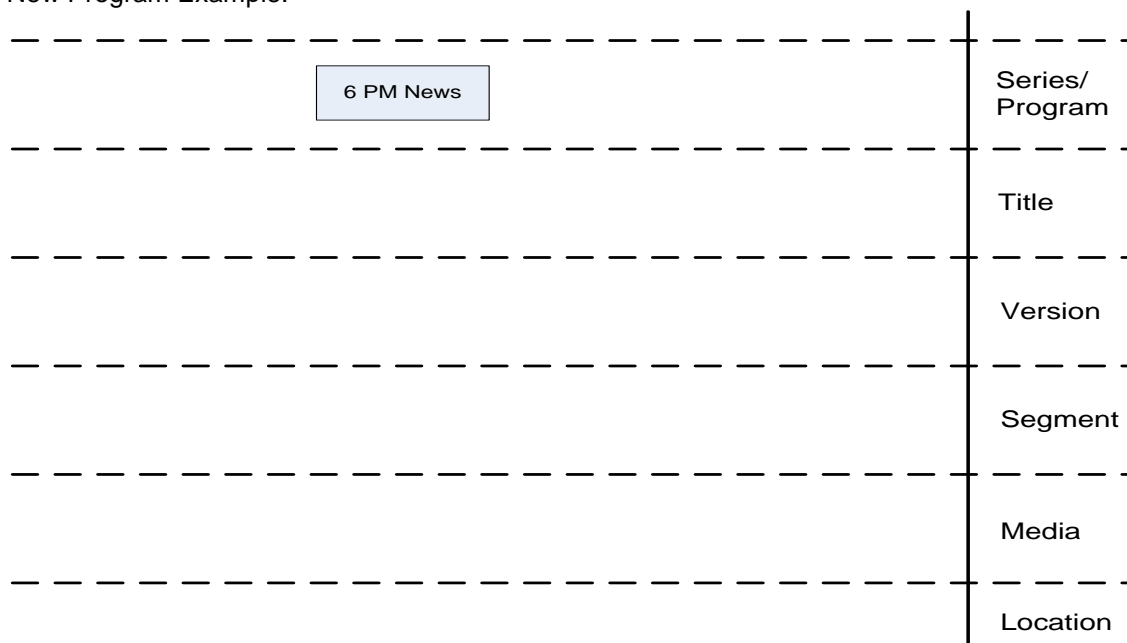 New Program Example:
6 PM News
Series/
Program
Title
Version
Segment
Media
Location